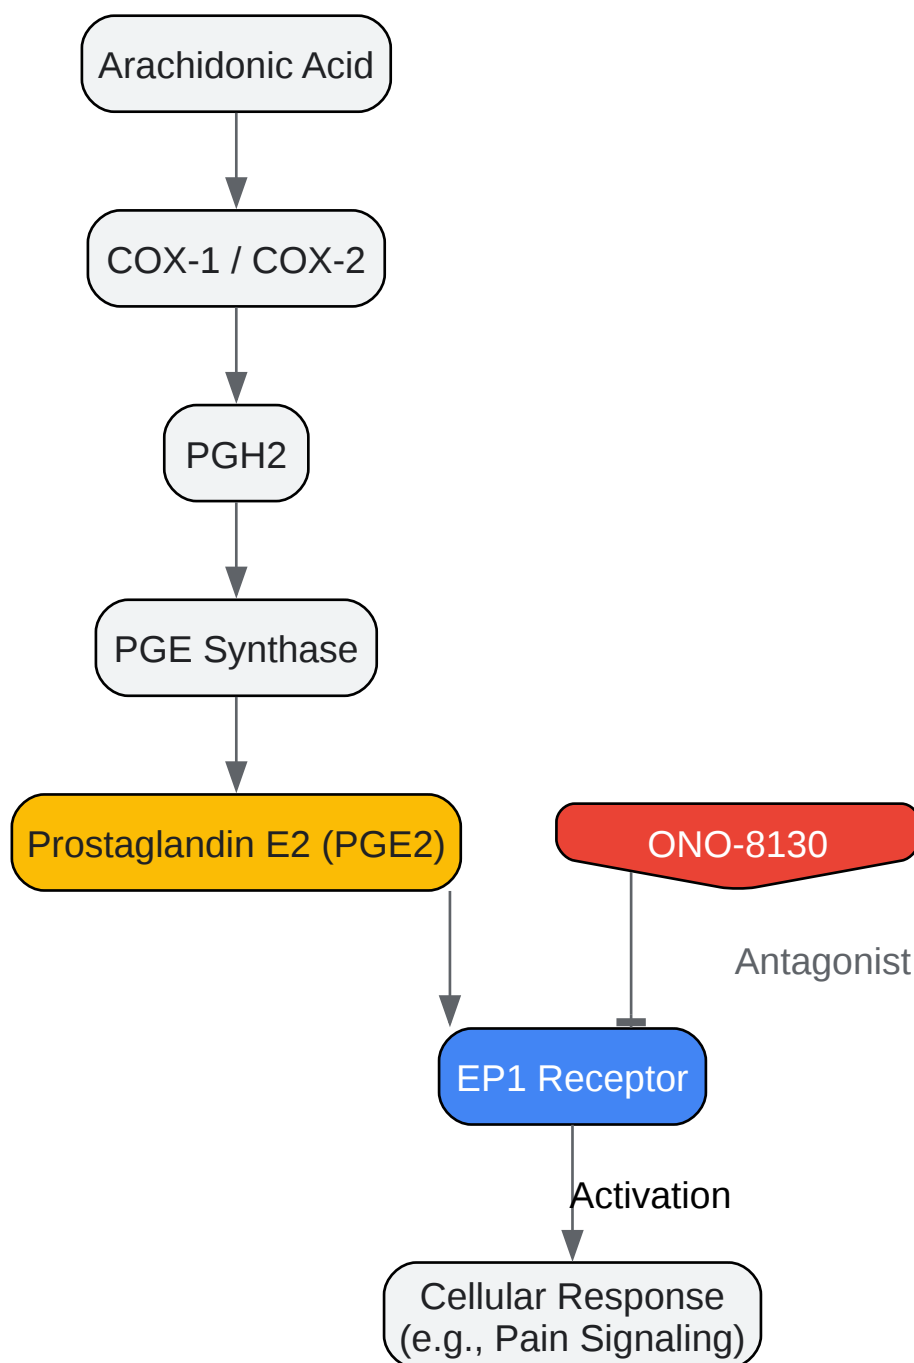 Arachidonic Acid
COX-1 / COX-2
PGH2
PGE Synthase
Prostaglandin E2 (PGE2)
ONO-8130
Antagonist
EP1 Receptor
Activation
Cellular Response
(e.g., Pain Signaling)